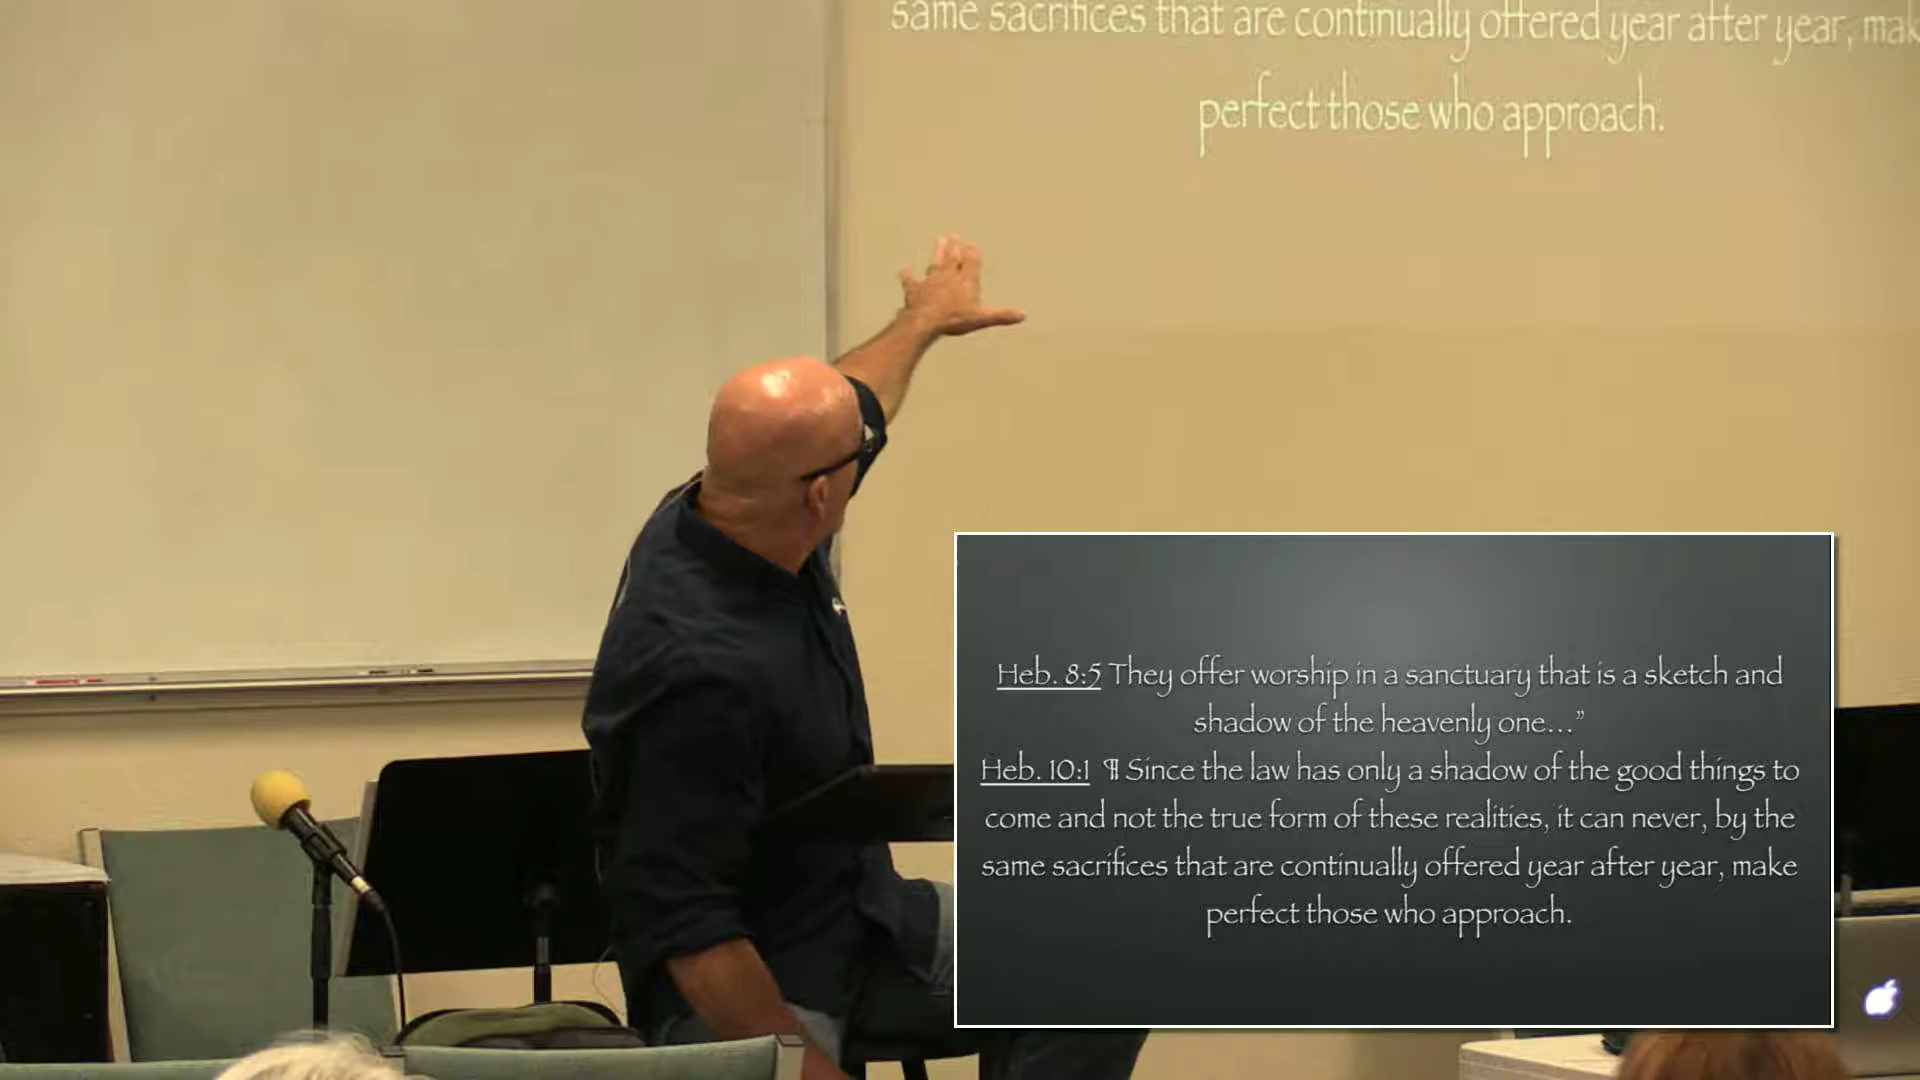 same sacrifices that are continually offered year after year, mak
perfect those who approach.
Heb. 8:5 They offer worship in a sanctuary that is a sketch and
shadow of the heavenly one…”
Heb. 10:1 ¶ Since the law has only a shadow of the good things to
come and not the true form of these realities, it can never, by the
same sacrifices that are continually offered year after year, make
perfect those who approach.